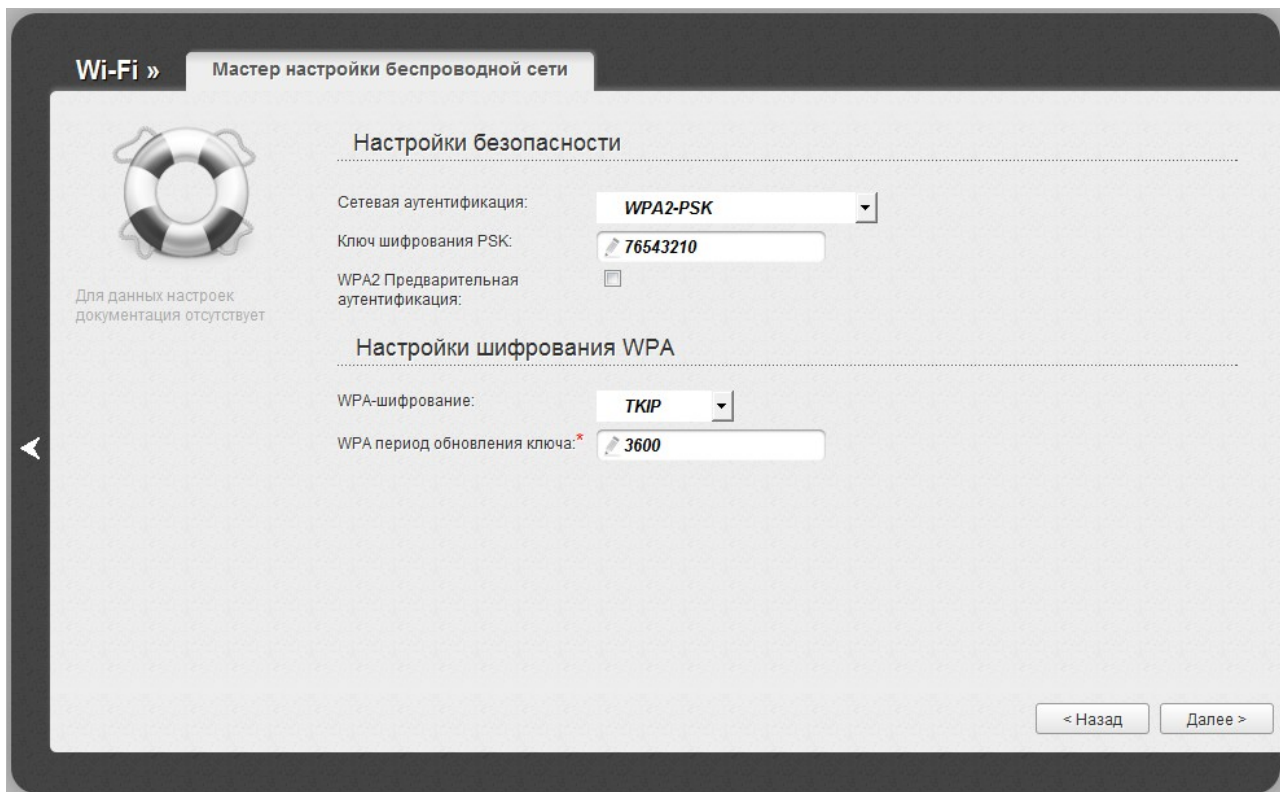 Wi-Fi »
Мастер настройки беспроводной сети
Для данных настроек
документация отсутствует
Настройки безопасности
Сетевая аутентификация:
WPA2-PSK
Ключ шифрования PSK:
76543210
WPA2 Предварительная
аутентификация:
Настройки шифрования WPA
WPA-шифрование:
TKIP
WPA период обновления ключа:*
3600
< Назад
Далее >